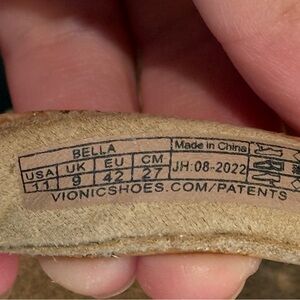 BELLA
Made in China
USA UK EU CM
11 9 42 27
JH:08-2022
VIONICSHOES.COM/PATENTS